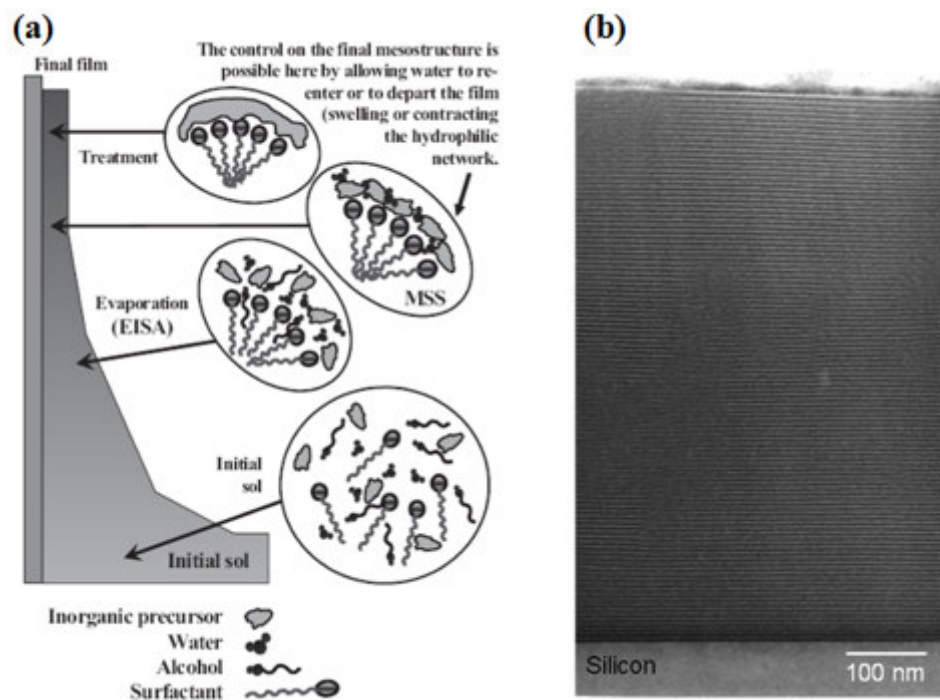 (a)
Final film
The control on the final mesostructure is
possible here by allowing water to re-
enter or to depart the film
(swelling or contracting
the hydrophilic
network.
Treatment
MSS
Evaporation
(EISA)
Initial
sol
Initial sol
Inorganic precursor
Water
Alcohol
Surfactant
(b)
Silicon
100 nm